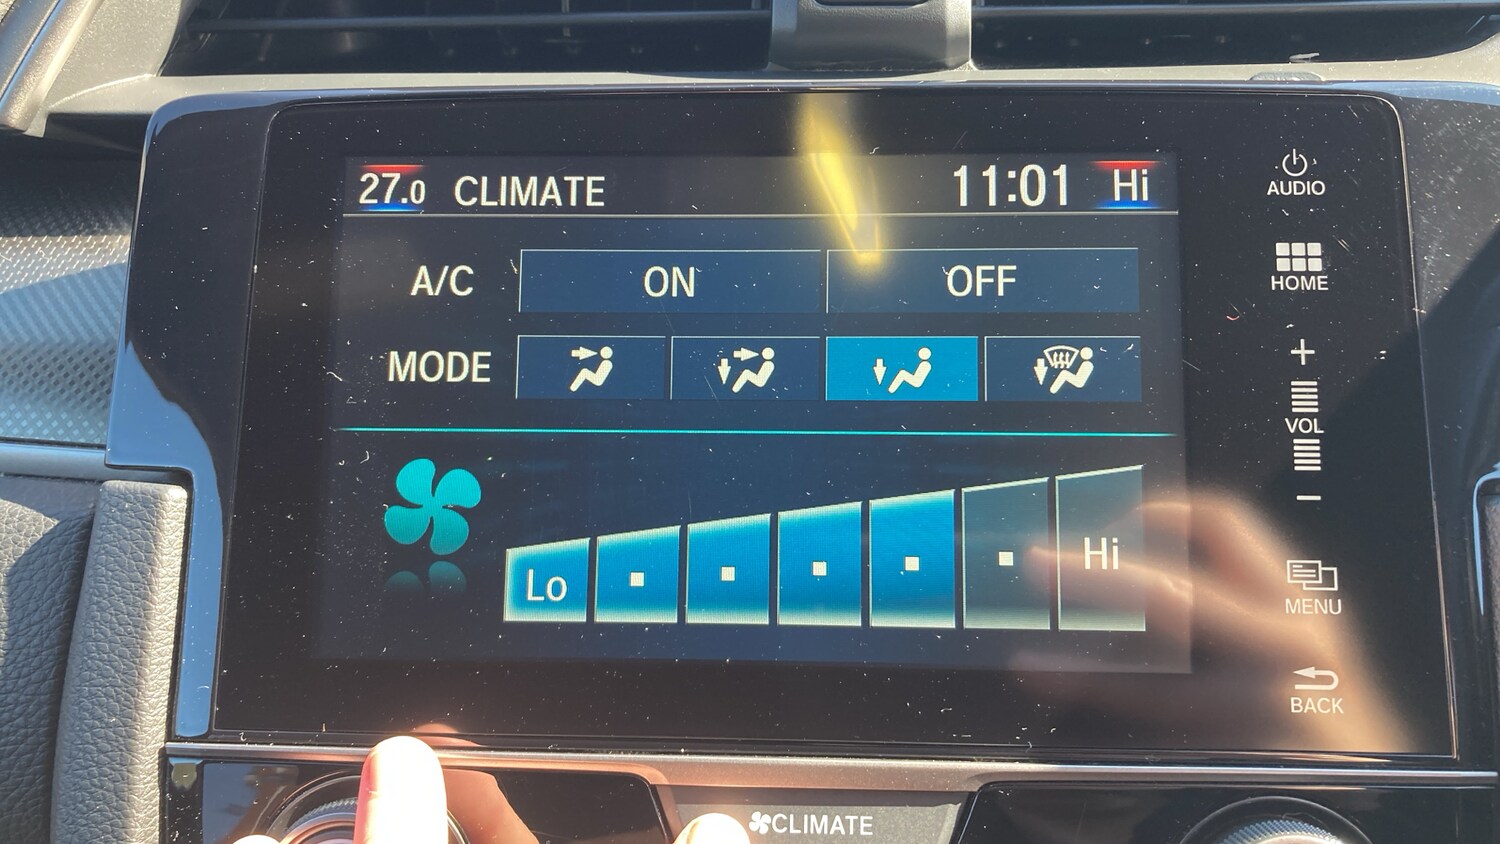 27.0 CLIMATE 11:01 Hi
A/C ON OFF
MODE
Lo Hi
AUDIO
HOME
+
VOL
-
MENU
BACK
CLIMATE